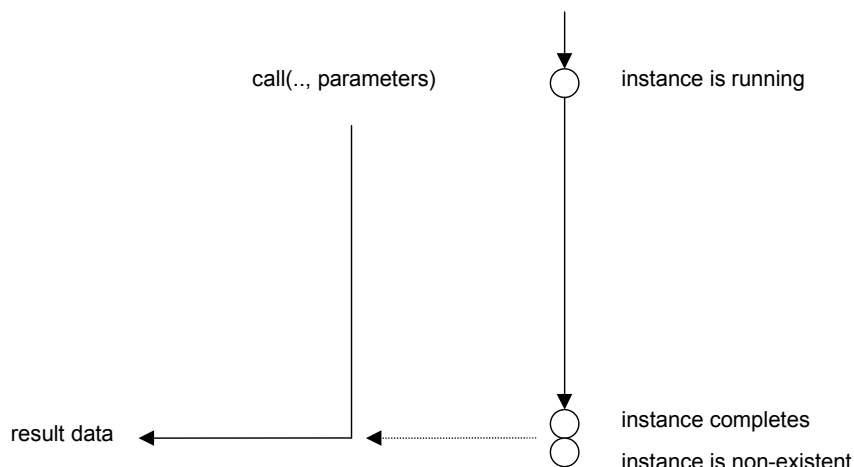 call(.., parameters)
instance is running
instance completes
result data
instance is non-existent